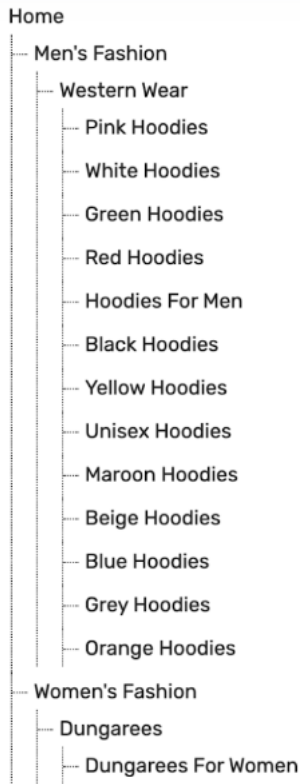 Home
Men's Fashion
Western Wear
Pink Hoodies
White Hoodies
Green Hoodies
Red Hoodies
Hoodies For Men
Black Hoodies
Yellow Hoodies
Unisex Hoodies
Maroon Hoodies
Beige Hoodies
Blue Hoodies
Grey Hoodies
Orange Hoodies
Women's Fashion
Dungarees
Dungarees For Women